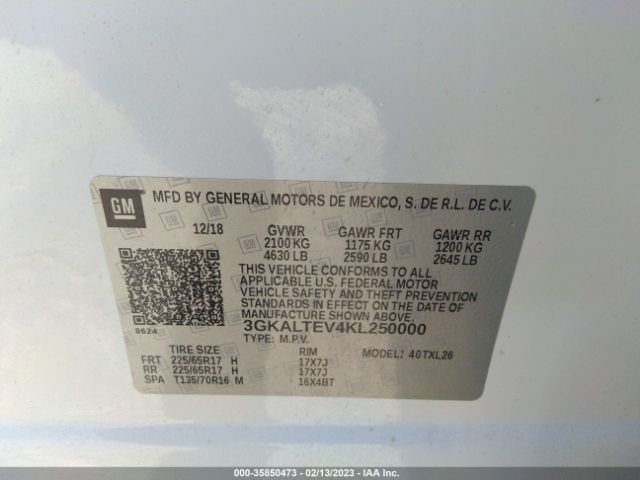 GM
MFD BY GENERAL MOTORS DE MEXICO, S. DE R.L. DE C.V.
12/18 GVWR GAWR FRT GAWR RR
2100 KG 1175 KG 1200 KG
4630 LB 2590 LB 2645 LB
THIS VEHICLE CONFORMS TO ALL
APPLICABLE U.S. FEDERAL MOTOR
VEHICLE SAFETY AND THEFT PREVENTION
STANDARDS IN EFFECT ON THE DATE OF
MANUFACTURE SHOWN ABOVE.
8624 3GKALTEV4KL250000
TYPE: M.P.V.
TIRE SIZE RIM MODEL: 40TXL26
FRT 225/65R17 H 17X7J
RR 225/65R17 H 17X7J
SPA T135/70R16 M 16X4BT
000-35850473 - 02/13/2023 - IAA Inc.